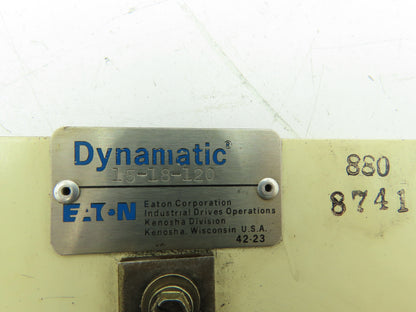 Dynamatic®
15-18-120
EATON
Eaton Corporation
Industrial Drives Operations
Kenosha Division
Kenosha, Wisconsin U.S.A.
42-23
880
8741